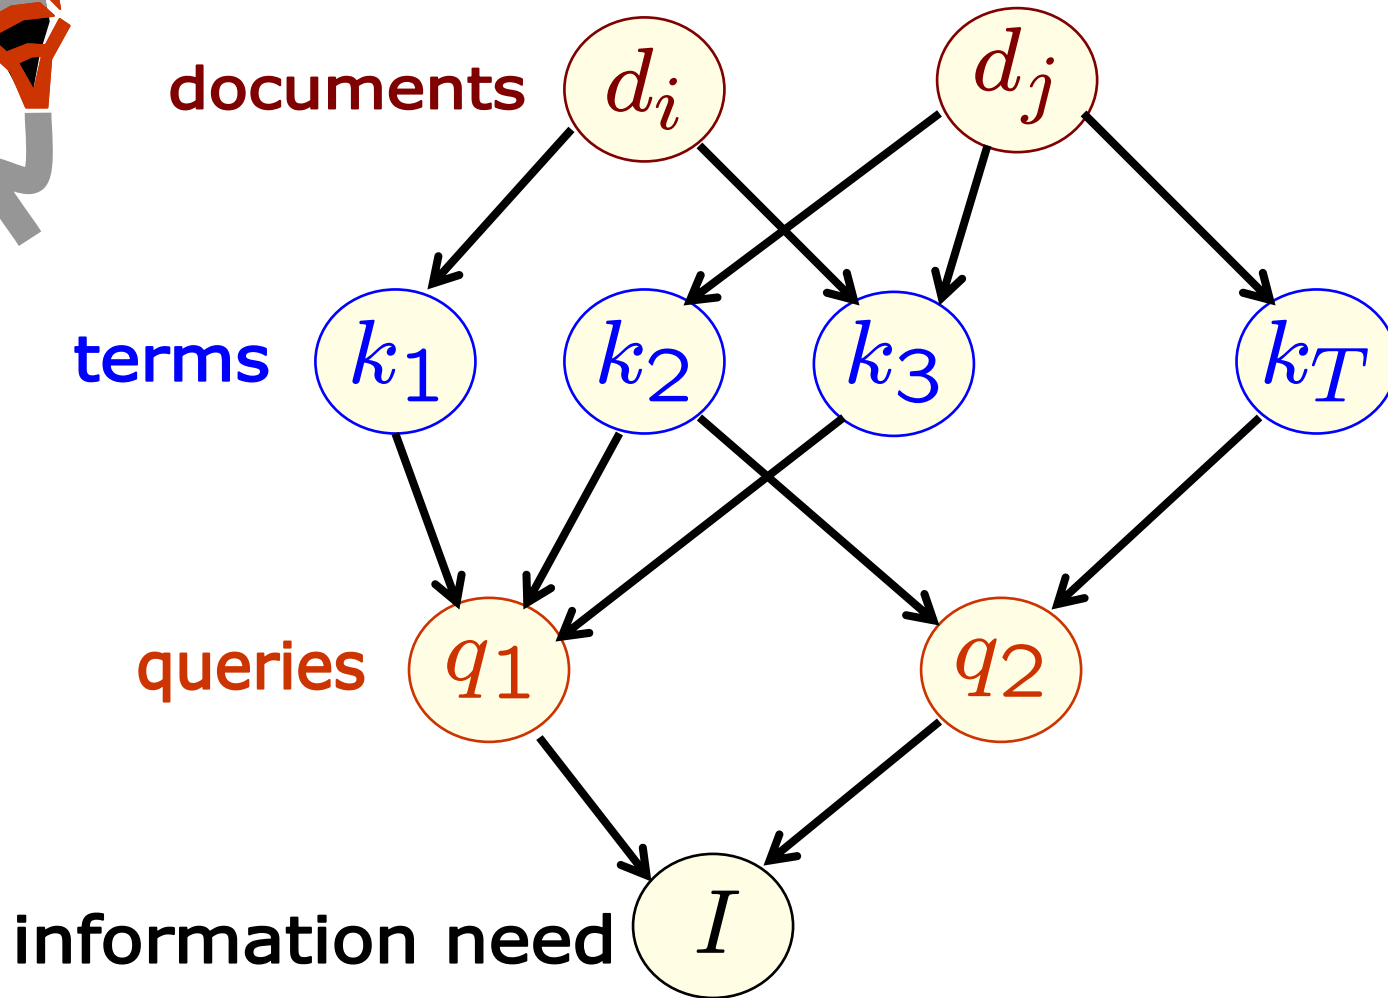 documents d_i d_j
terms k_1 k_2 k_3 k_T
queries q_1 q_2
information need I